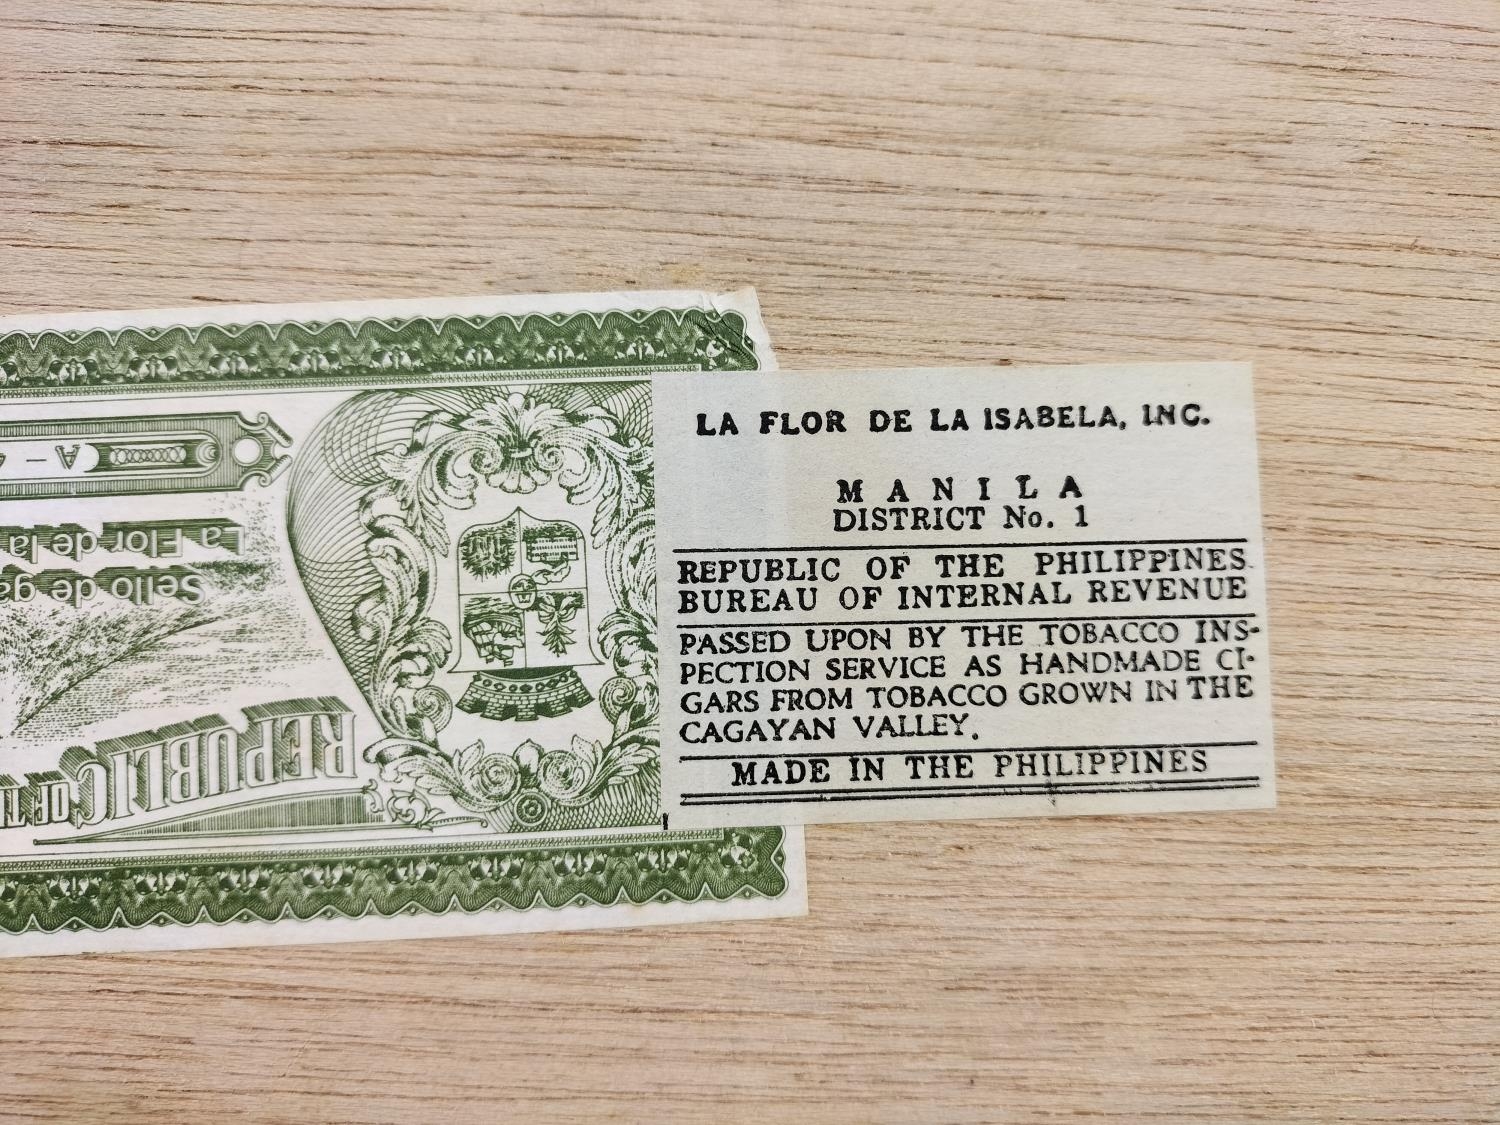 LA FLOR DE LA ISABELA, INC.
MANILA
DISTRICT No. 1
REPUBLIC OF THE PHILIPPINES
BUREAU OF INTERNAL REVENUE
PASSED UPON BY THE TOBACCO INS-
PECTION SERVICE AS HANDMADE CI-
GARS FROM TOBACCO GROWN IN THE
CAGAYAN VALLEY.
MADE IN THE PHILIPPINES
REPUBLIC OF
Sello de
La Flor de la
A -